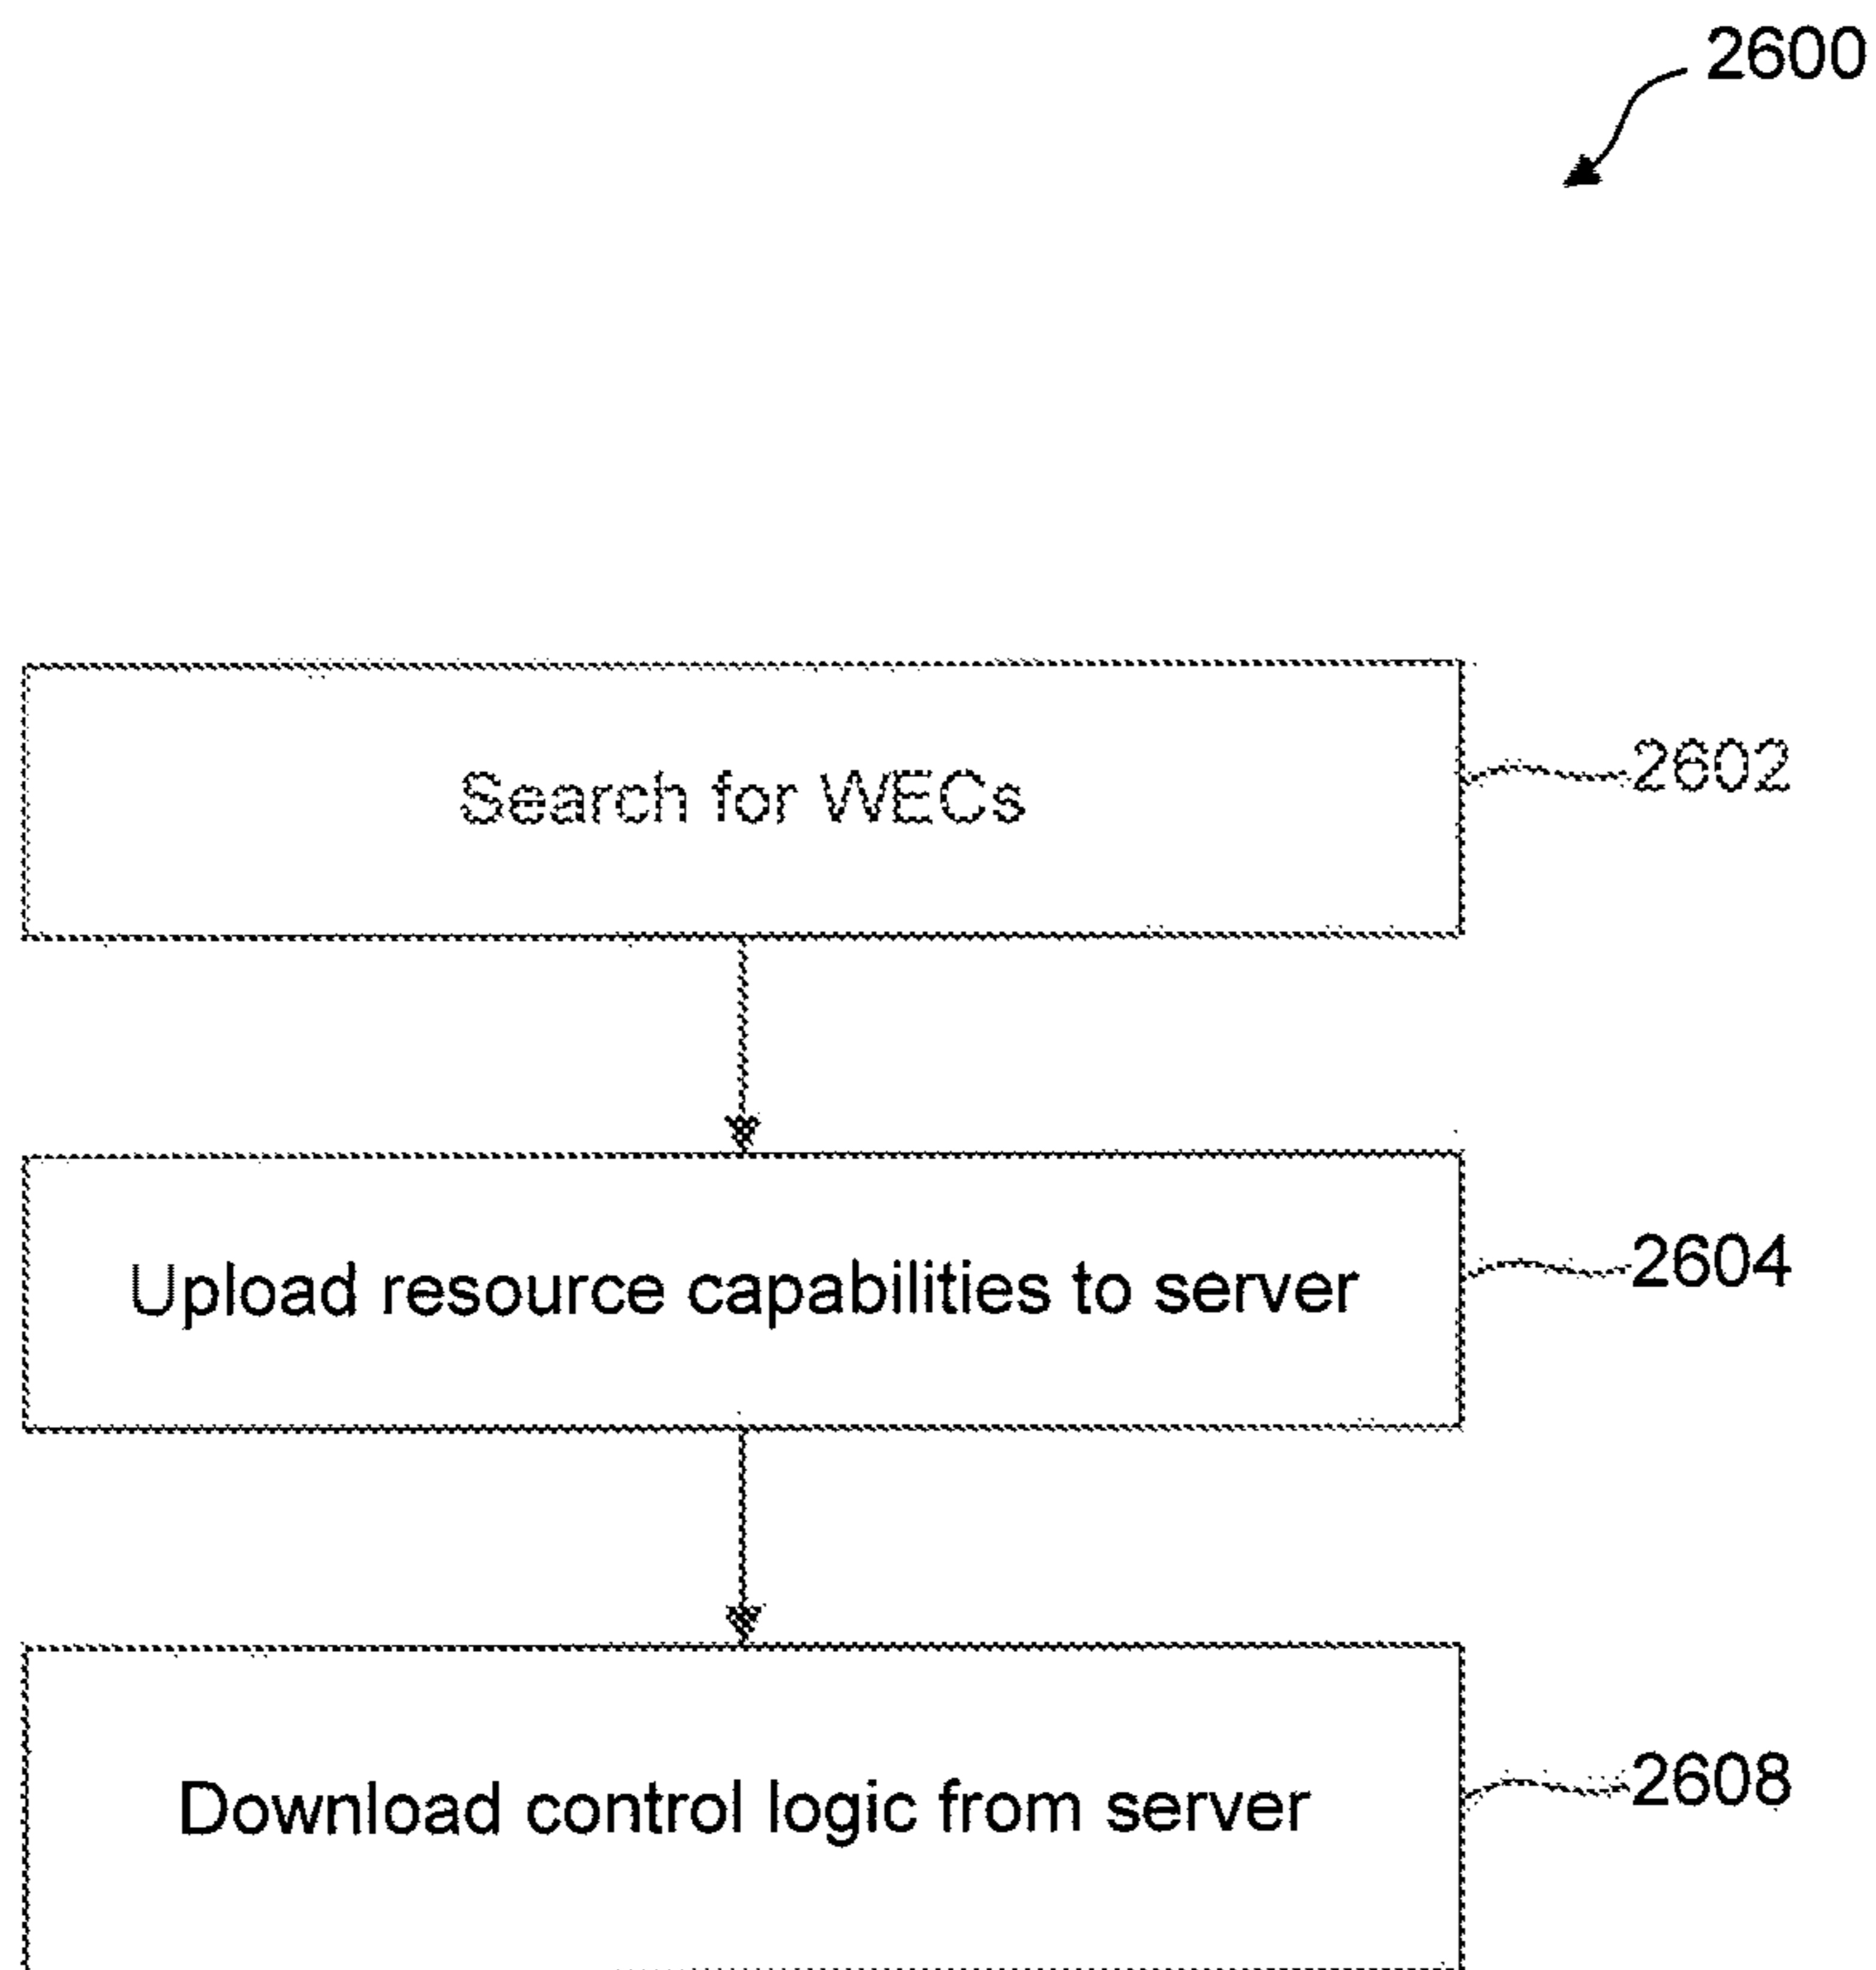 2600
Search for WECs
2602
Upload resource capabilities to server
2604
Download control logic from server
2608